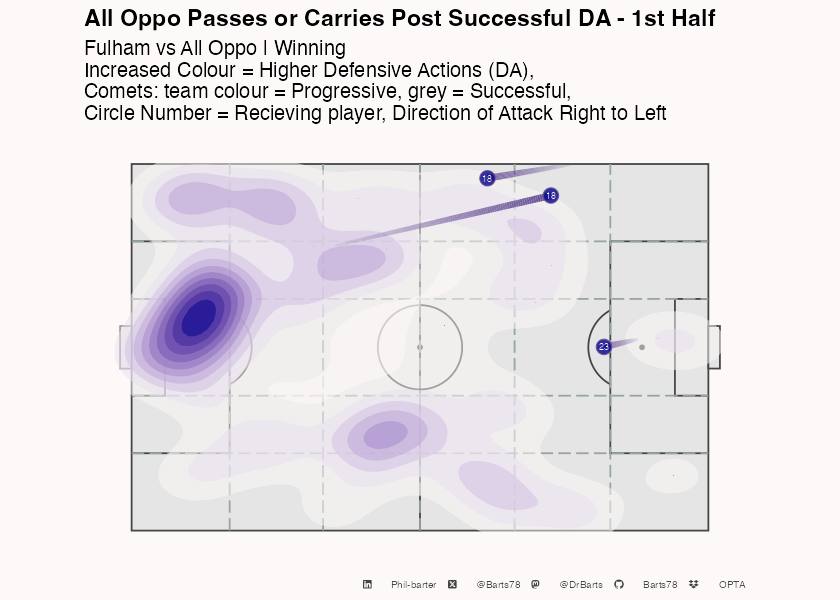 All Oppo Passes or Carries Post Successful DA - 1st Half
Fulham vs All Oppo | Winning
Increased Colour = Higher Defensive Actions (DA),
Comets: team colour = Progressive, grey = Successful,
Circle Number = Recieving player, Direction of Attack Right to Left
18
18
23
Phil-barter @Barts78 @DrBarts Barts78 OPTA